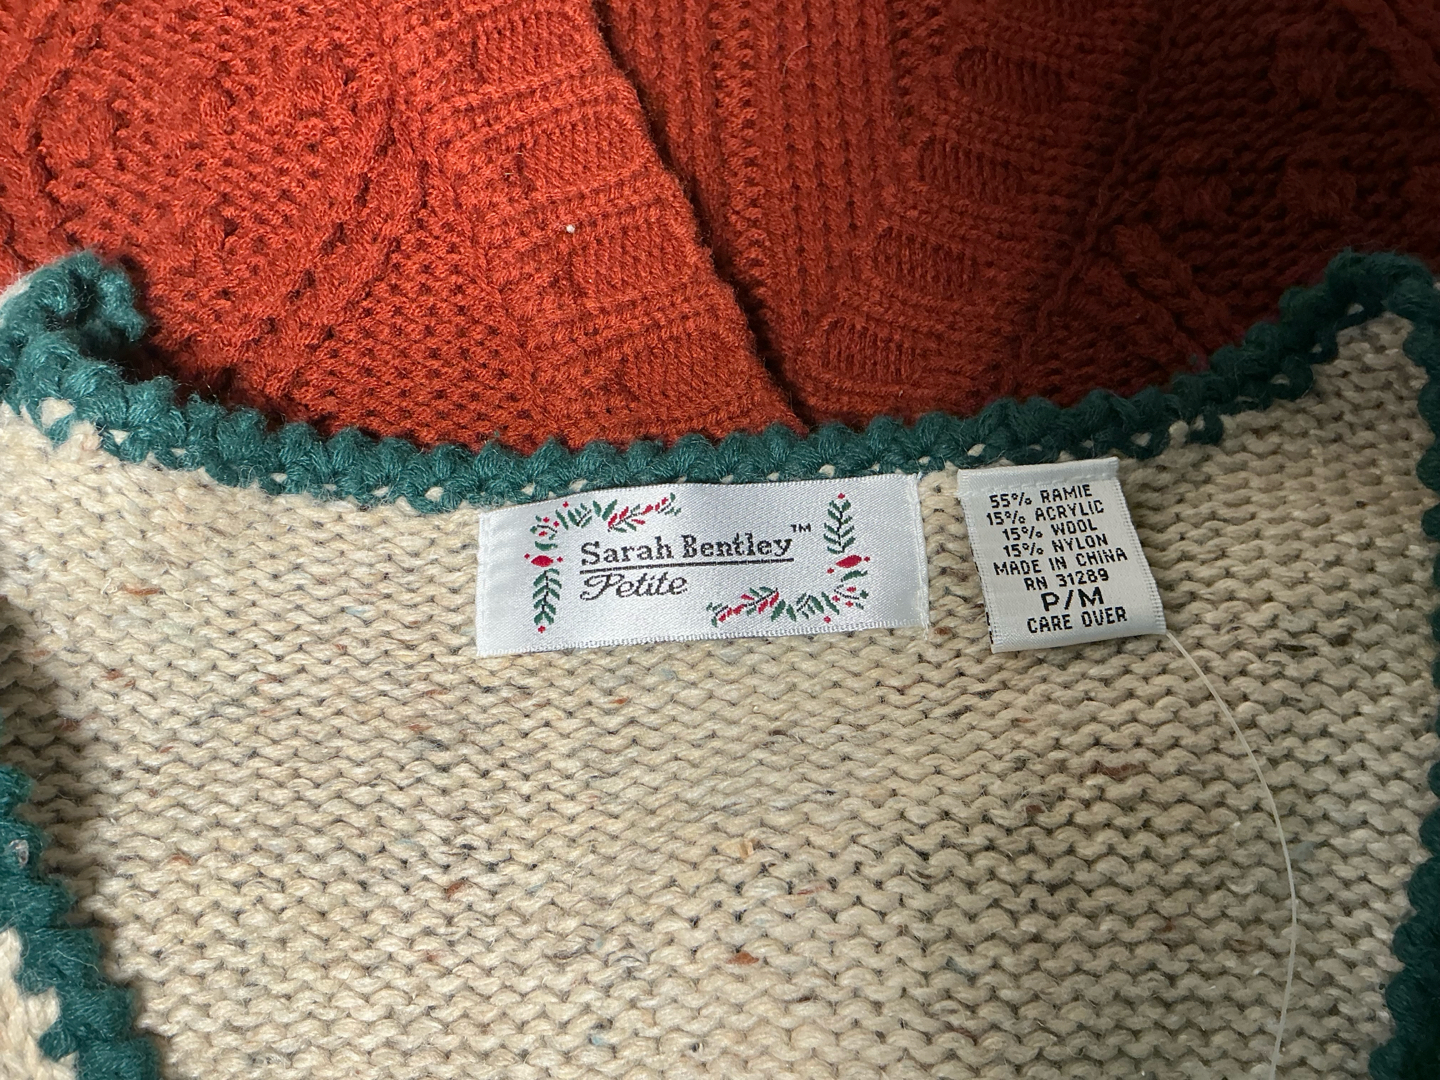 Sarah Bentley™
Petite
55% RAMIE
15% ACRYLIC
15% WOOL
15% NYLON
MADE IN CHINA
RN 31289
P/M
CARE OVER